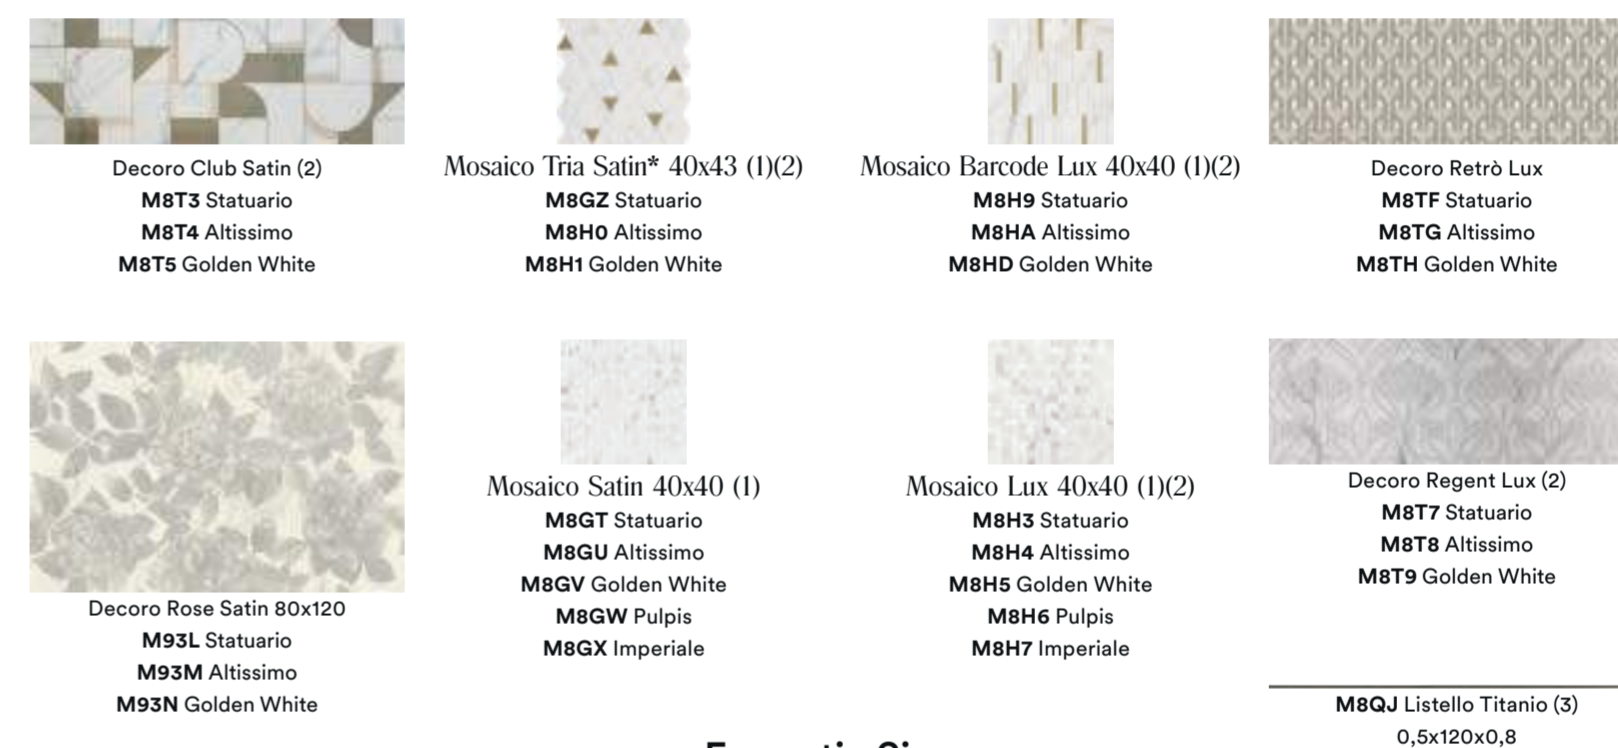 Decoro Club Satin (2)
M8T3 Statuario
M8T4 Altissimo
M8T5 Golden White
Mosaico Tria Satin* 40x43 (1)(2)
M8GZ Statuario
M8H0 Altissimo
M8H1 Golden White
Mosaico Barcode Lux 40x40 (1)(2)
M8H9 Statuario
M8HA Altissimo
M8HD Golden White
Decoro Retrò Lux
M8TF Statuario
M8TG Altissimo
M8TH Golden White
Decoro Rose Satin 80x120
M93L Statuario
M93M Altissimo
M93N Golden White
Mosaico Satin 40x40 (1)
M8GT Statuario
M8GU Altissimo
M8GV Golden White
M8GW Pulpis
M8GX Imperiale
Mosaico Lux 40x40 (1)(2)
M8H3 Statuario
M8H4 Altissimo
M8H5 Golden White
M8H6 Pulpis
M8H7 Imperiale
Decoro Regent Lux (2)
M8T7 Statuario
M8T8 Altissimo
M8T9 Golden White
M8QJ Listello Titanio (3)
0,5x120x0,8